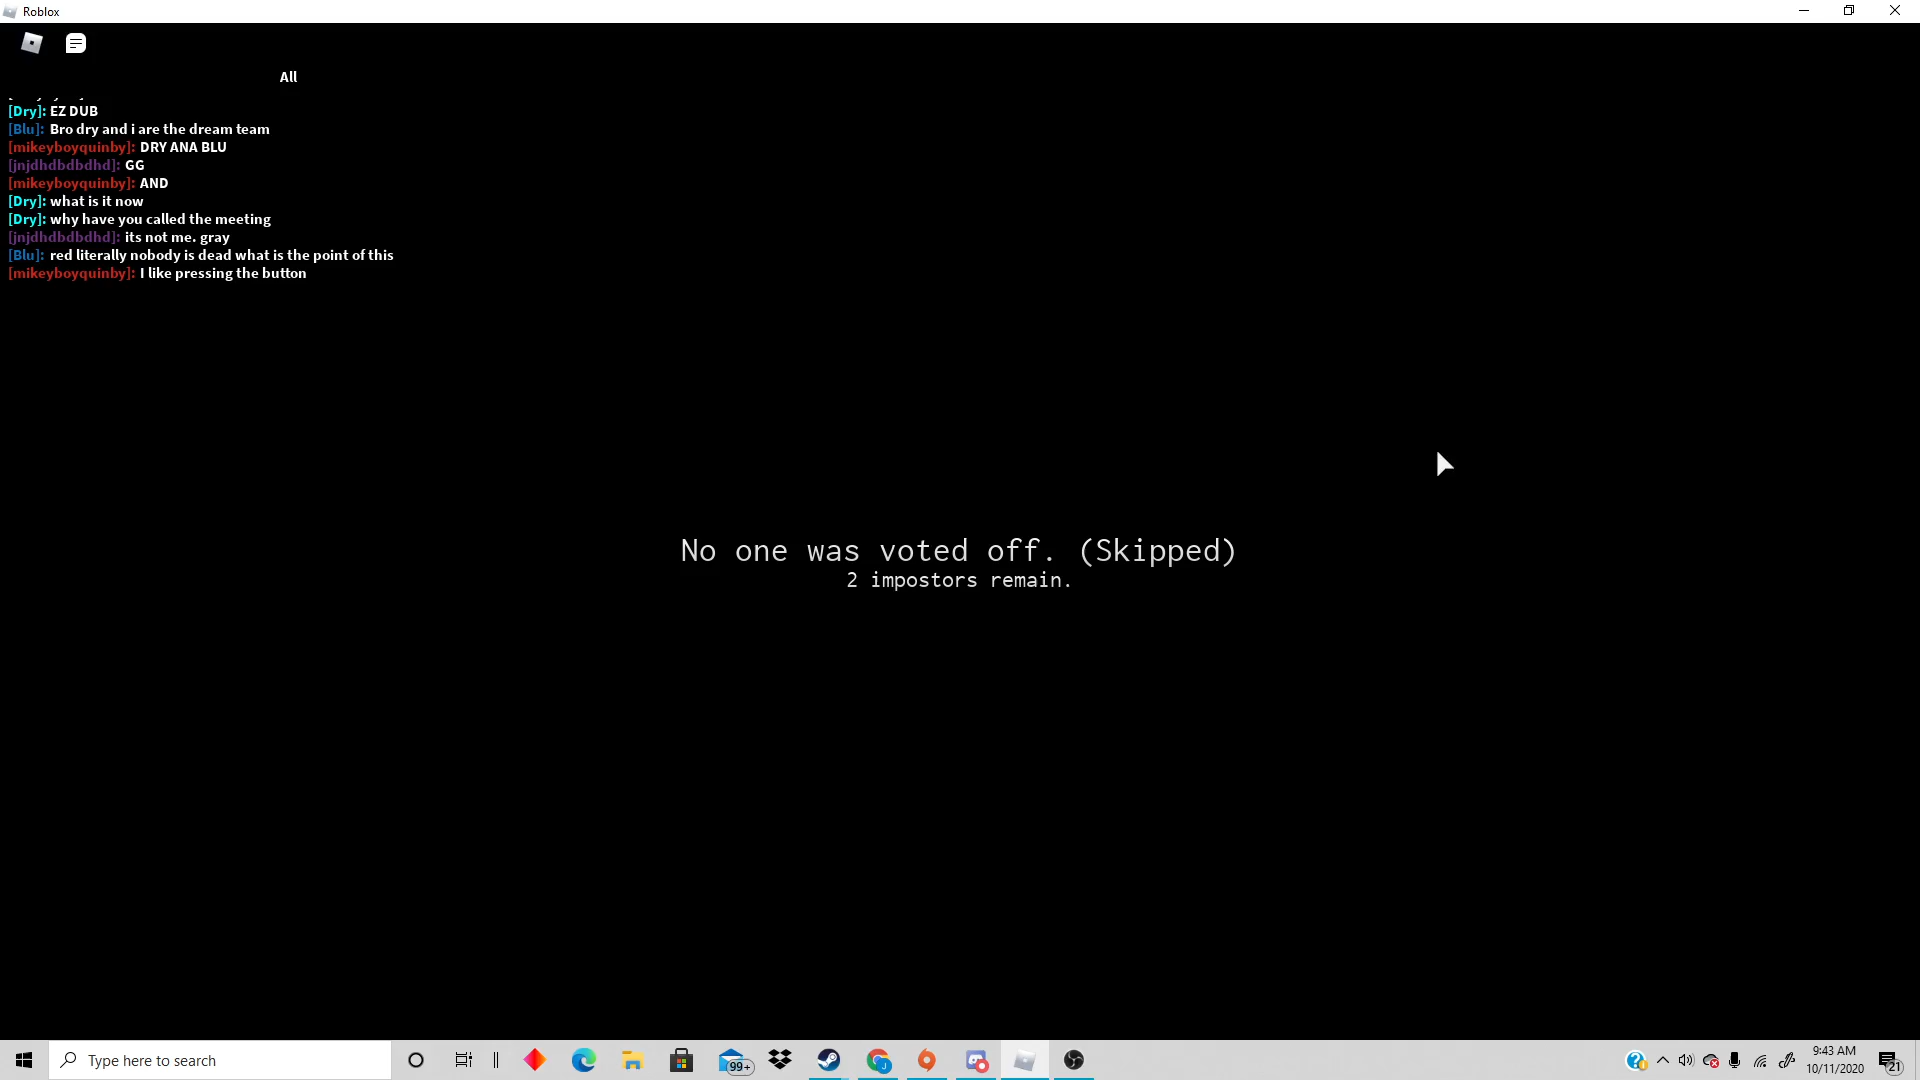 Roblox
All
[Dry]: EZ DUB
[Blu]: Bro dry and i are the dream team
[mikeyboyquinby]: DRY ANA BLU
[jnjdhdbdbdhd]: GG
[mikeyboyquinby]: AND
[Dry]: what is it now
[Dry]: why have you called the meeting
[jnjdhdbdbdhd]: its not me. gray
[Blu]: red literally nobody is dead what is the point of this
[mikeyboyquinby]: I like pressing the button
No one was voted off. (Skipped)
2 impostors remain.
Type here to search
99+
J
9:43 AM
10/11/2020
21